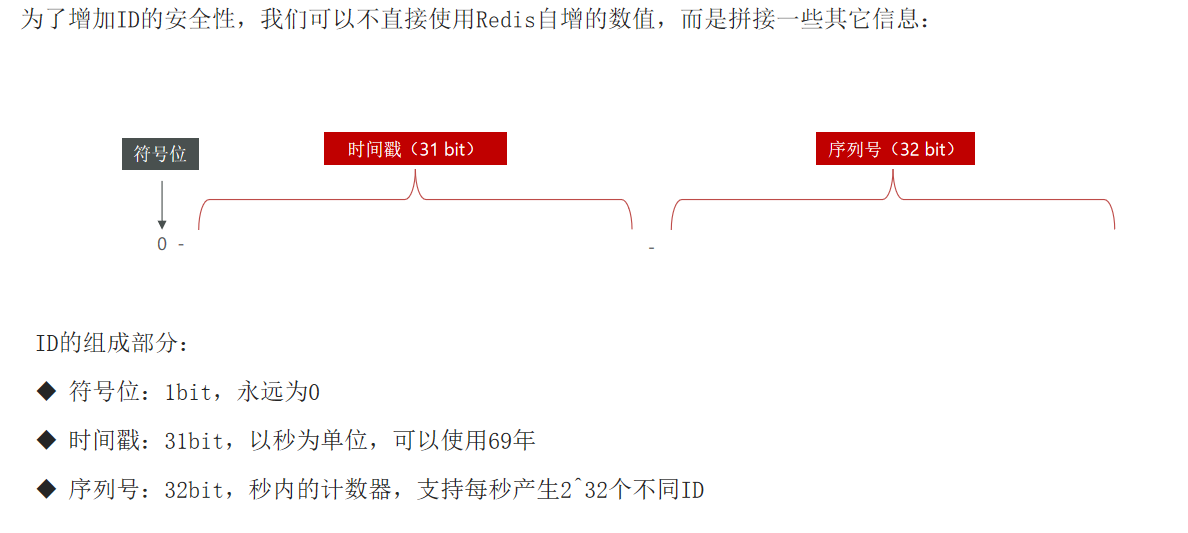 为了增加ID的安全性，我们可以不直接使用Redis自增的数值，而是拼接一些其它信息：
符号位
时间戳（31 bit）
序列号（32 bit）
0 -
-
ID的组成部分：
◆ 符号位：1bit，永远为0
◆ 时间戳：31bit，以秒为单位，可以使用69年
◆ 序列号：32bit，秒内的计数器，支持每秒产生2^32个不同ID